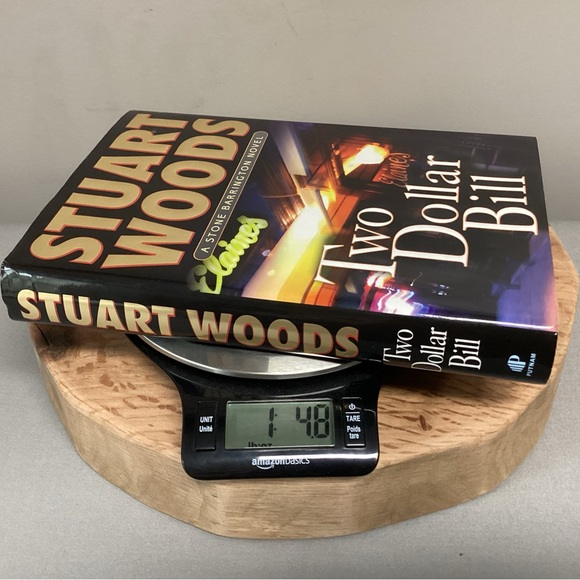 STUART
WOODS
A STONE BARRINGTON NOVEL
Elaine's
Elaine's
Two
Dollar
Bill
STUART WOODS
Two
Dollar
Bill
PUTNAM
UNIT
Unité
1: 4.8
lb:oz
TARE
Poids
tare
amazonbasics